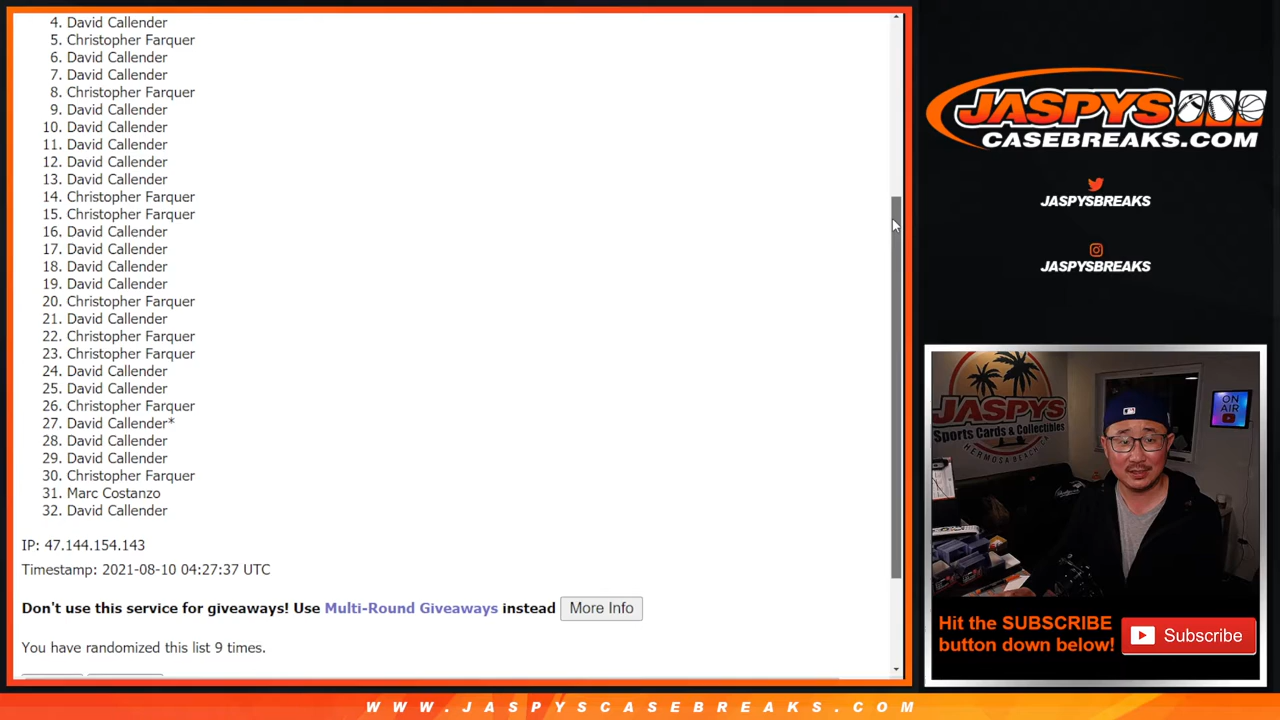 4. David Callender
5. Christopher Farquer
6. David Callender
7. David Callender
8. Christopher Farquer
9. David Callender
10. David Callender
11. David Callender
12. David Callender
13. David Callender
14. Christopher Farquer
15. Christopher Farquer
16. David Callender
17. David Callender
18. David Callender
19. David Callender
20. Christopher Farquer
21. David Callender
22. Christopher Farquer
23. Christopher Farquer
24. David Callender
25. David Callender
26. Christopher Farquer
27. David Callender*
28. David Callender
29. David Callender
30. Christopher Farquer
31. Marc Costanzo
32. David Callender
IP: 47.144.154.143
Timestamp: 2021-08-10 04:27:37 UTC
Don't use this service for giveaways! Use Multi-Round Giveaways instead More Info
You have randomized this list 9 times.
JASPYS
CASEBREAKS.COM
JASPYSBREAKS
JASPYSBREAKS
JASPYS
Sports Cards & Collectibles
HERMOSA BEACH, CA
ON
AIR
Hit the SUBSCRIBE
button down below!
Subscribe
WWW.JASPYSCASEBREAKS.COM